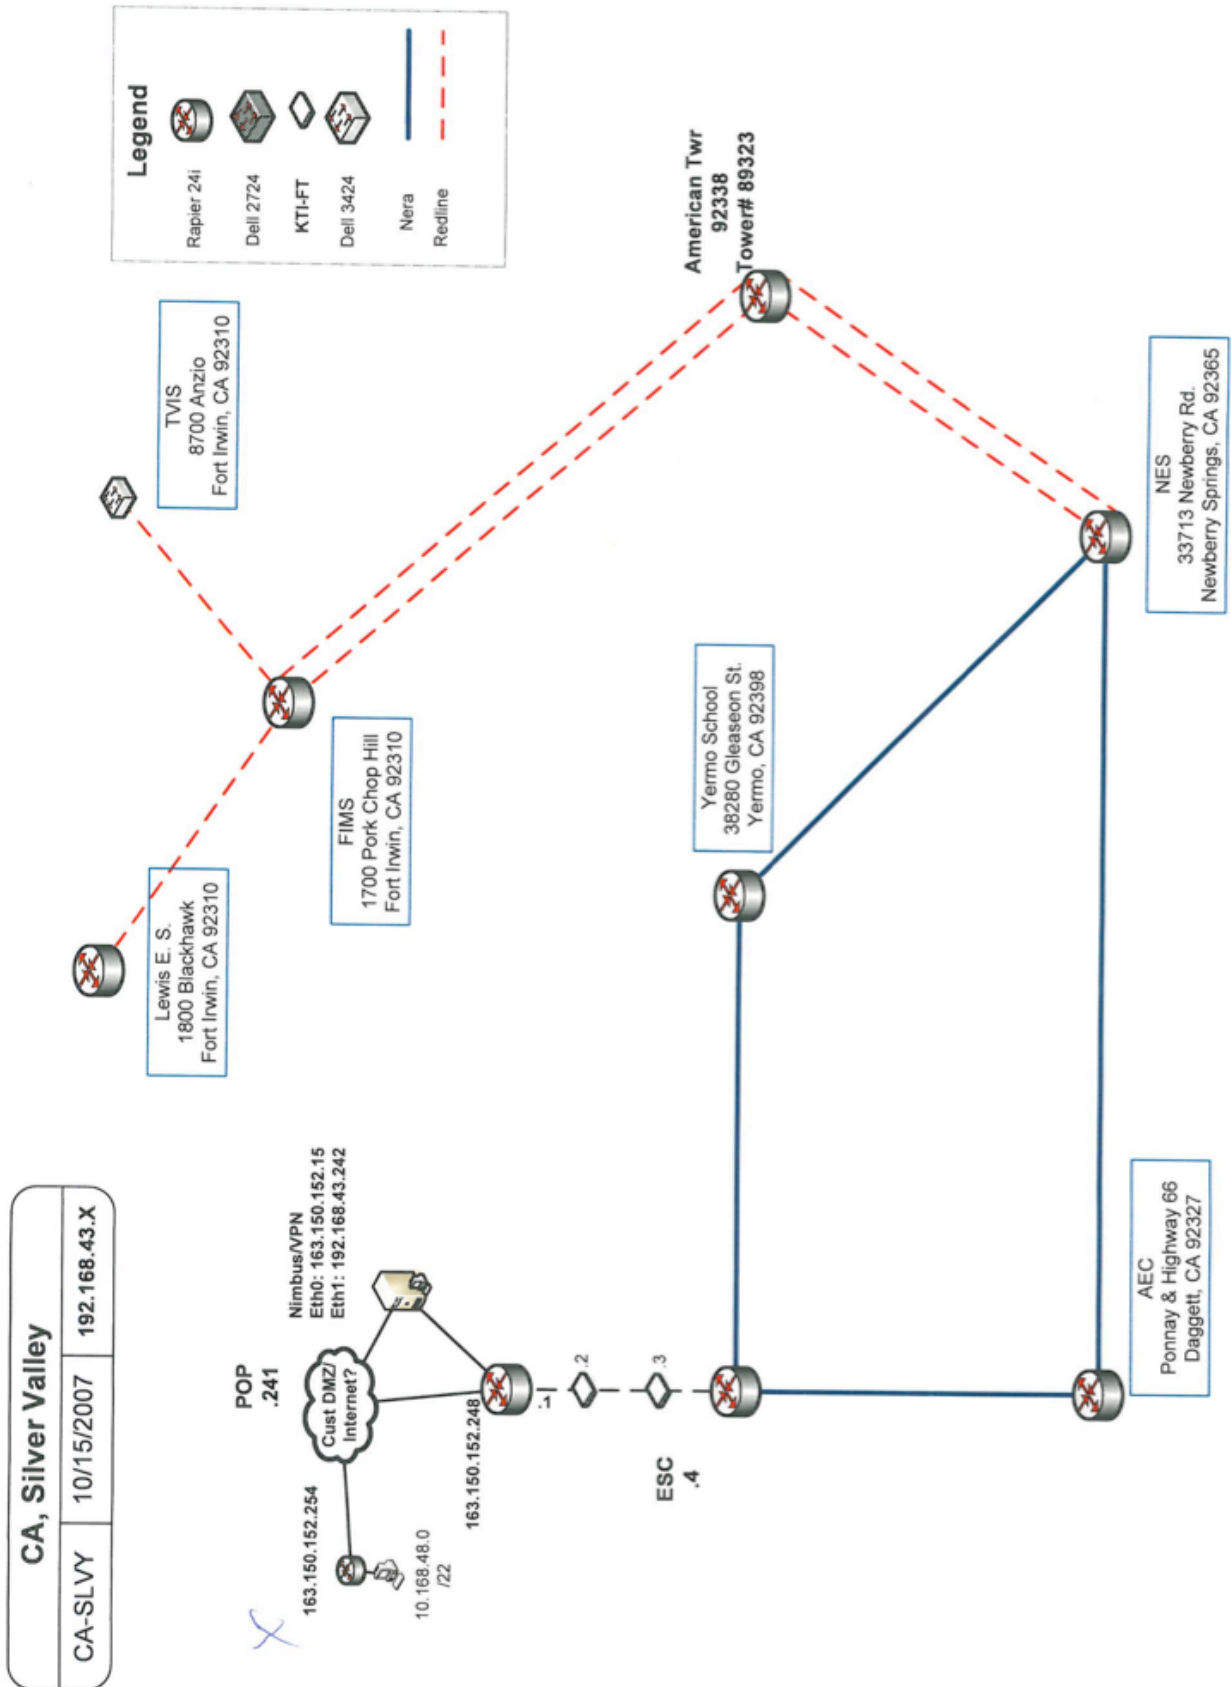 CA, Silver Valley
CA-SLVY
10/15/2007
192.168.43.X
Legend
Rapier 24i
Dell 2724
KTI-FT
Dell 3424
Nera
Redline
Lewis E. S.
1800 Blackhawk
Fort Irwin, CA 92310
TVIS
8700 Anzio
Fort Irwin, CA 92310
FIMS
1700 Pork Chop Hill
Fort Irwin, CA 92310
POP
.241
Nimbus/VPN
Eth0: 163.150.152.15
Eth1: 192.168.43.242
Cust DMZ/
Internet?
163.150.152.254
10.168.48.0
/22
163.150.152.248
.1
.2
.3
ESC
.4
Yermo School
38280 Gleaseon St.
Yermo, CA 92398
American Twr
92338
Tower# 89323
AEC
Ponnay & Highway 66
Daggett, CA 92327
NES
33713 Newberry Rd.
Newberry Springs, CA 92365